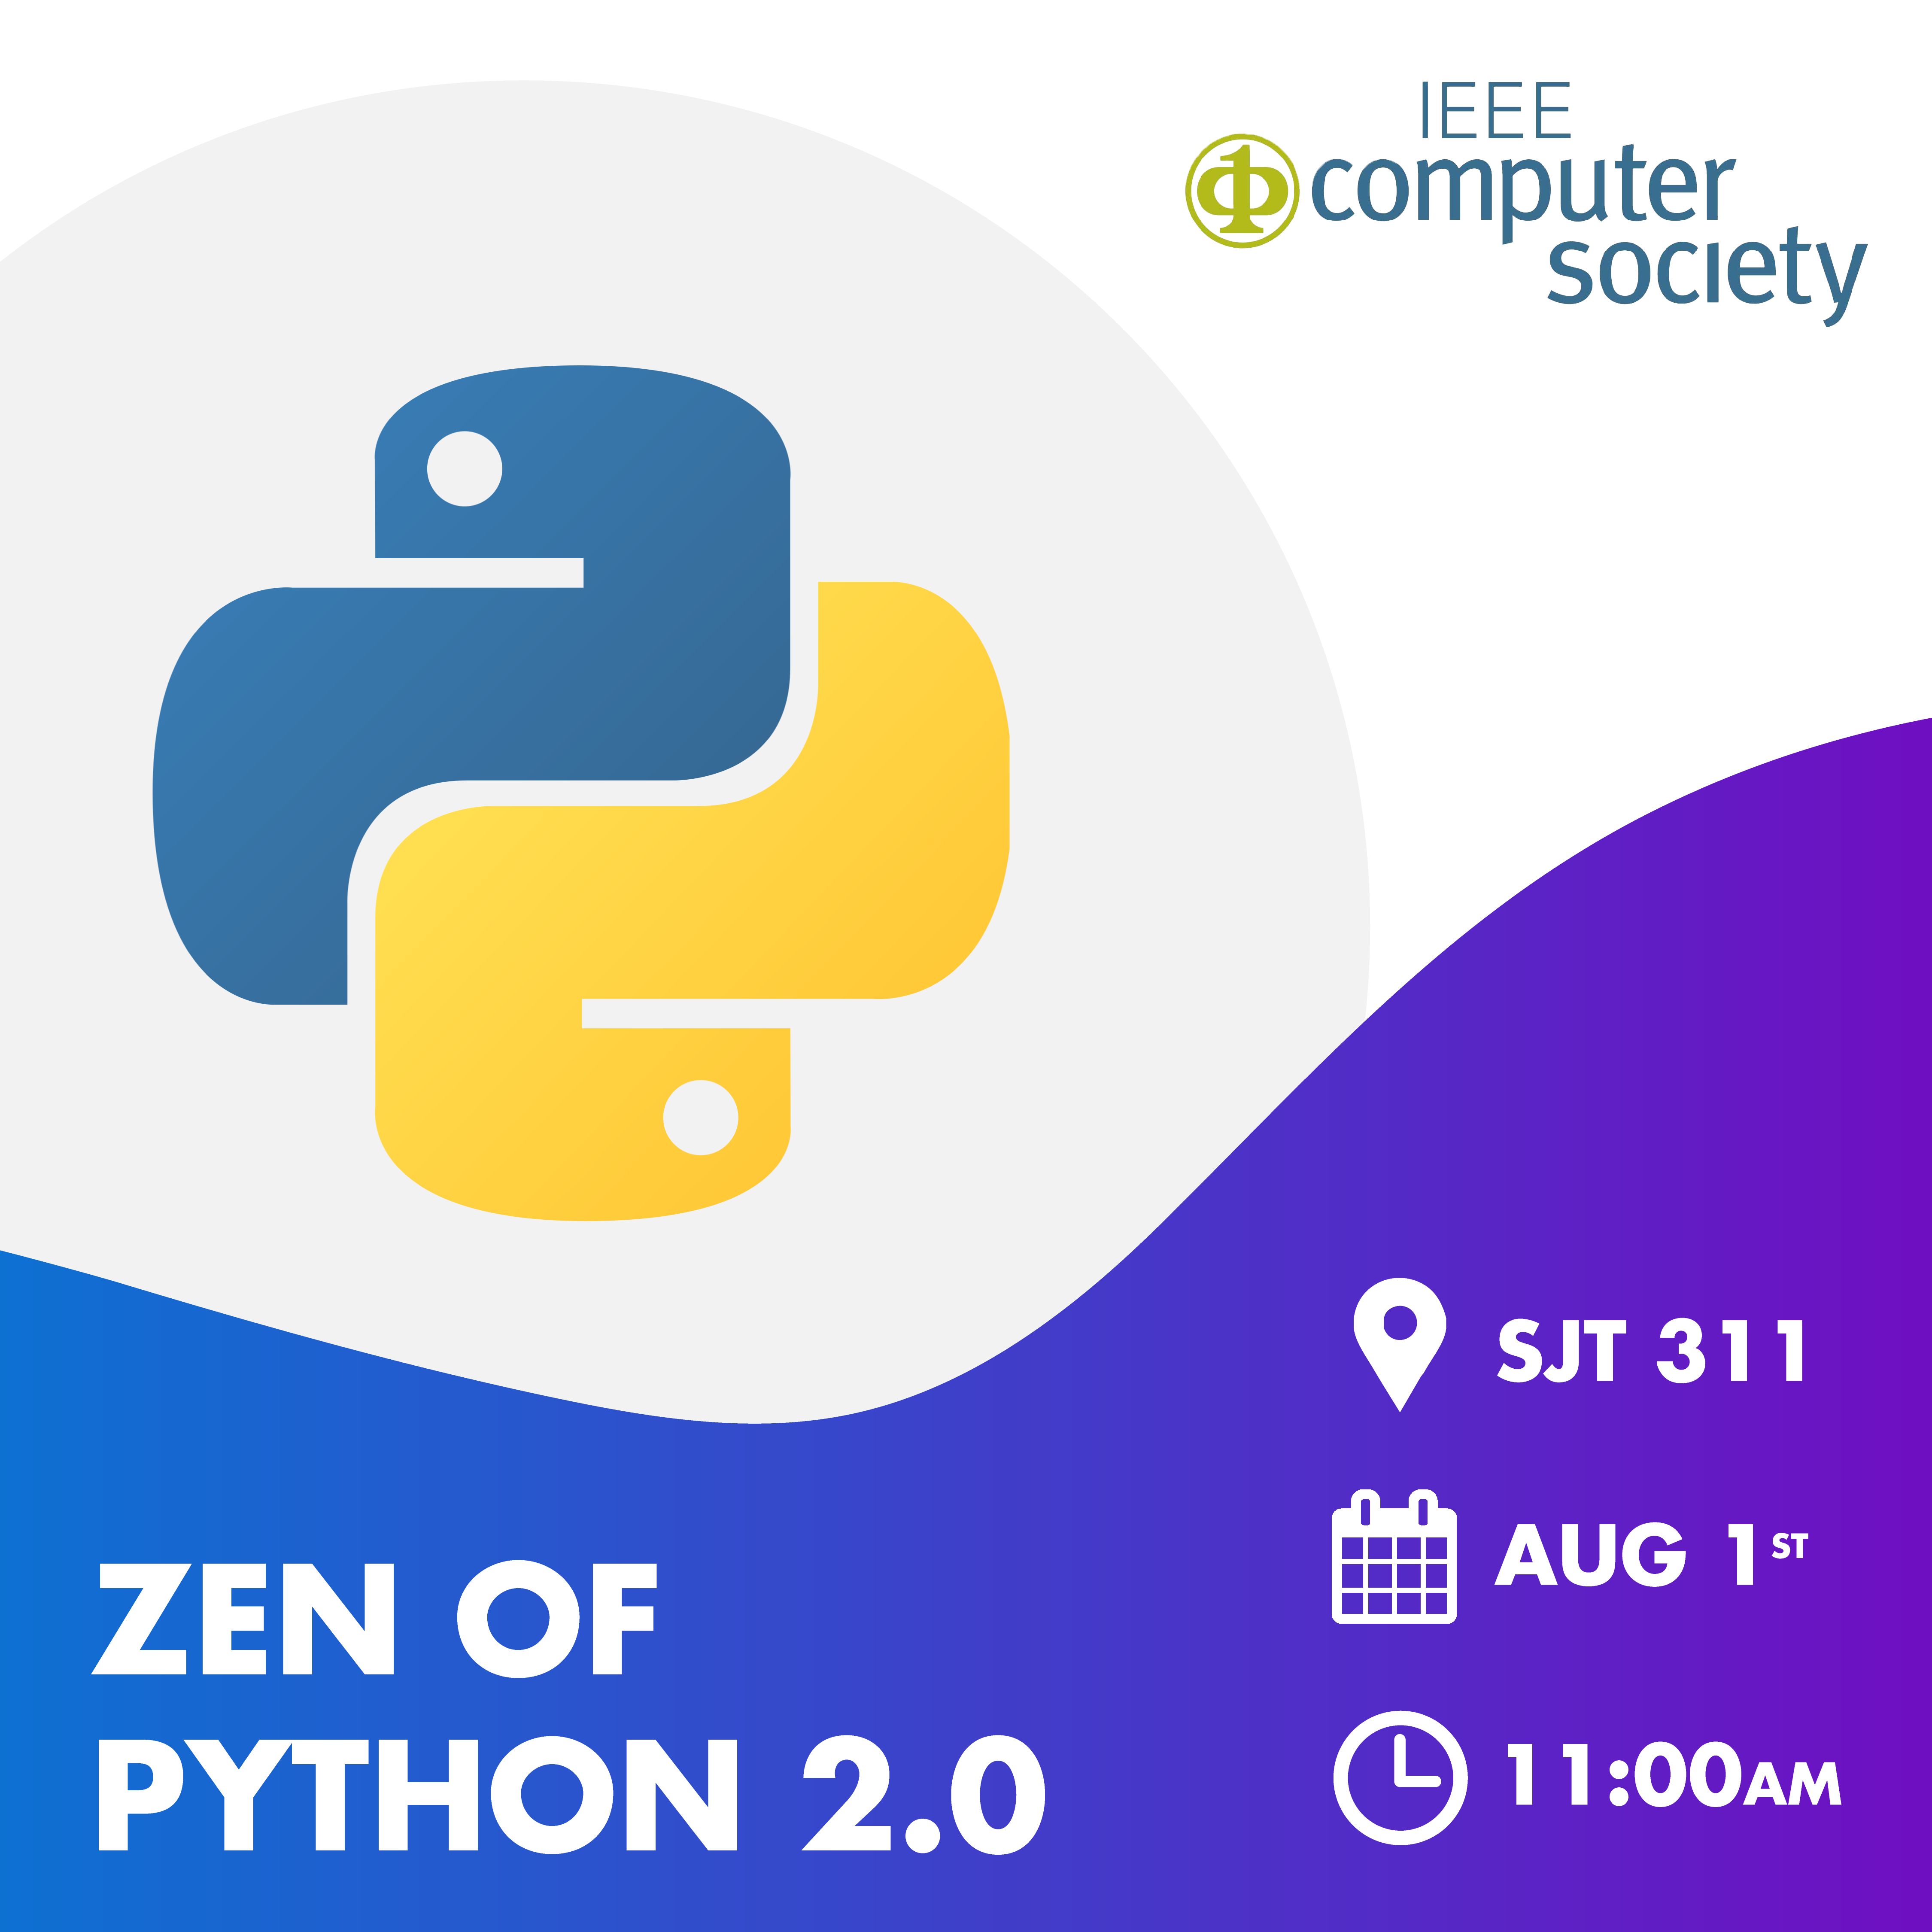 IEEE
computer
society
SJT 311
AUG 1ST
ZEN OF
PYTHON 2.0
11:00AM